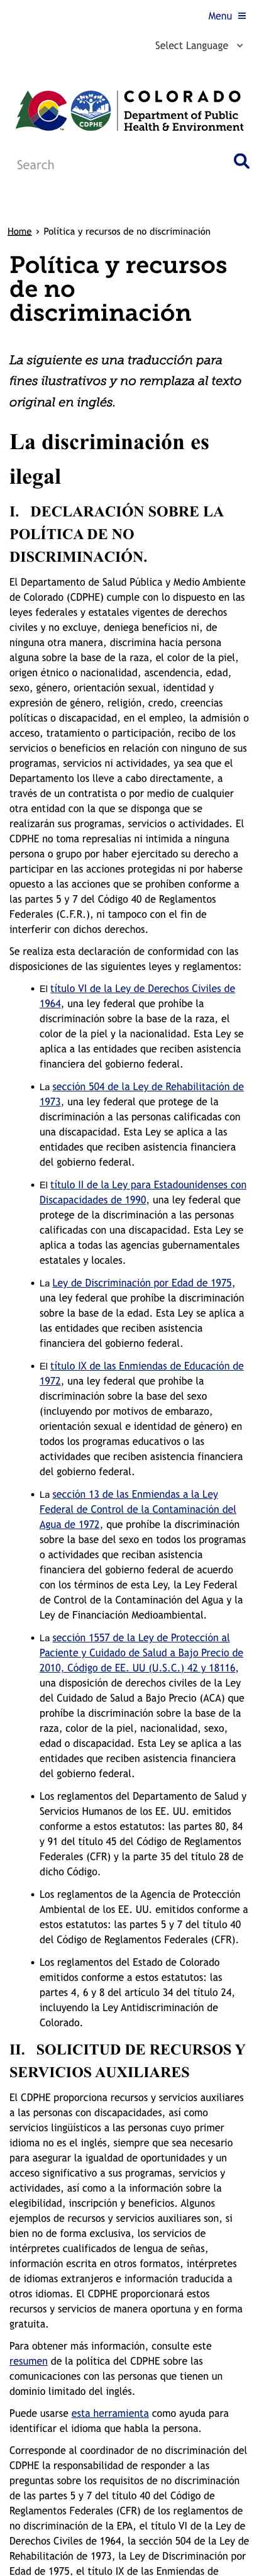 Menu
Select Language
COLORADO
Department of Public
Health & Environment
CDPHE
Search
Home › Política y recursos de no discriminación
Política y recursos
de no
discriminación
La siguiente es una traducción para
fines ilustrativos y no remplaza al texto
original en inglés.
La discriminación es
ilegal
I. DECLARACIÓN SOBRE LA
POLÍTICA DE NO
DISCRIMINACIÓN.
El Departamento de Salud Pública y Medio Ambiente
de Colorado (CDPHE) cumple con lo dispuesto en las
leyes federales y estatales vigentes de derechos
civiles y no excluye, deniega beneficios ni, de
ninguna otra manera, discrimina hacia persona
alguna sobre la base de la raza, el color de la piel,
origen étnico o nacionalidad, ascendencia, edad,
sexo, género, orientación sexual, identidad y
expresión de género, religión, credo, creencias
políticas o discapacidad, en el empleo, la admisión o
acceso, tratamiento o participación, recibo de los
servicios o beneficios en relación con ninguno de sus
programas, servicios ni actividades, ya sea que el
Departamento los lleve a cabo directamente, a
través de un contratista o por medio de cualquier
otra entidad con la que se disponga que se
realizarán sus programas, servicios o actividades. El
CDPHE no toma represalias ni intimida a ninguna
persona o grupo por haber ejercitado su derecho a
participar en las acciones protegidas ni por haberse
opuesto a las acciones que se prohíben conforme a
las partes 5 y 7 del Código 40 de Reglamentos
Federales (C.F.R.), ni tampoco con el fin de
interferir con dichos derechos.
Se realiza esta declaración de conformidad con las
disposiciones de las siguientes leyes y reglamentos:
• El título VI de la Ley de Derechos Civiles de
1964, una ley federal que prohíbe la
discriminación sobre la base de la raza, el
color de la piel y la nacionalidad. Esta Ley se
aplica a las entidades que reciben asistencia
financiera del gobierno federal.
• La sección 504 de la Ley de Rehabilitación de
1973, una ley federal que protege de la
discriminación a las personas calificadas con
una discapacidad. Esta Ley se aplica a las
entidades que reciben asistencia financiera
del gobierno federal.
• El título II de la Ley para Estadounidenses con
Discapacidades de 1990, una ley federal que
protege de la discriminación a las personas
calificadas con una discapacidad. Esta Ley se
aplica a todas las agencias gubernamentales
estatales y locales.
• La Ley de Discriminación por Edad de 1975,
una ley federal que prohíbe la discriminación
sobre la base de la edad. Esta Ley se aplica a
las entidades que reciben asistencia
financiera del gobierno federal.
• El título IX de las Enmiendas de Educación de
1972, una ley federal que prohíbe la
discriminación sobre la base del sexo
(incluyendo por motivos de embarazo,
orientación sexual e identidad de género) en
todos los programas educativos o las
actividades que reciben asistencia financiera
del gobierno federal.
• La sección 13 de las Enmiendas a la Ley
Federal de Control de la Contaminación del
Agua de 1972, que prohíbe la discriminación
sobre la base del sexo en todos los programas
o actividades que reciban asistencia
financiera del gobierno federal de acuerdo
con los términos de esta Ley, la Ley Federal
de Control de la Contaminación del Agua y la
Ley de Financiación Medioambiental.
• La sección 1557 de la Ley de Protección al
Paciente y Cuidado de Salud a Bajo Precio de
2010, Código de EE. UU (U.S.C.) 42 y 18116,
una disposición de derechos civiles de la Ley
del Cuidado de Salud a Bajo Precio (ACA) que
prohíbe la discriminación sobre la base de la
raza, color de la piel, nacionalidad, sexo,
edad o discapacidad. Esta Ley se aplica a las
entidades que reciben asistencia financiera
del gobierno federal.
• Los reglamentos del Departamento de Salud y
Servicios Humanos de los EE. UU. emitidos
conforme a estos estatutos: las partes 80, 84
y 91 del título 45 del Código de Reglamentos
Federales (CFR) y la parte 35 del título 28 de
dicho Código.
• Los reglamentos de la Agencia de Protección
Ambiental de los EE. UU. emitidos conforme a
estos estatutos: las partes 5 y 7 del título 40
del Código de Reglamentos Federales (CFR).
• Los reglamentos del Estado de Colorado
emitidos conforme a estos estatutos: las
partes 4, 6 y 8 del artículo 34 del título 24,
incluyendo la Ley Antidiscriminación de
Colorado.
II. SOLICITUD DE RECURSOS Y
SERVICIOS AUXILIARES
El CDPHE proporciona recursos y servicios auxiliares
a las personas con discapacidades, así como
servicios lingüísticos a las personas cuyo primer
idioma no es el inglés, siempre que sea necesario
para asegurar la igualdad de oportunidades y un
acceso significativo a sus programas, servicios y
actividades, así como a la información sobre la
elegibilidad, inscripción y beneficios. Algunos
ejemplos de recursos y servicios auxiliares son, si
bien no de forma exclusiva, los servicios de
intérpretes cualificados de lengua de señas,
información escrita en otros formatos, intérpretes
de idiomas extranjeros e información traducida a
otros idiomas. El CDPHE proporcionará estos
recursos y servicios de manera oportuna y en forma
gratuita.
Para obtener más información, consulte este
resumen de la política del CDPHE sobre las
comunicaciones con las personas que tienen un
dominio limitado del inglés.
Puede usarse esta herramienta como ayuda para
identificar el idioma que habla la persona.
Corresponde al coordinador de no discriminación del
CDPHE la responsabilidad de responder a las
preguntas sobre los requisitos de no discriminación
de las partes 5 y 7 del título 40 del Código de
Reglamentos Federales (CFR) de los reglamentos de
no discriminación de la EPA, el título VI de la Ley de
Derechos Civiles de 1964, la sección 504 de la Ley de
Rehabilitación de 1973, la Ley de Discriminación por
Edad de 1975, el título IX de las Enmiendas de